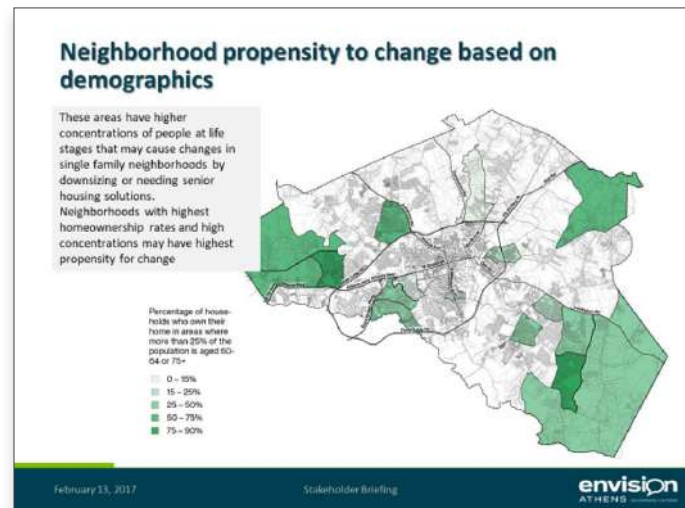 Neighborhood propensity to change based on
demographics
These areas have higher
concentrations of people at life
stages that may cause changes in
single family neighborhoods by
downsizing or needing senior
housing solutions.
Neighborhoods with highest
homeownership rates and high
concentrations may have highest
propensity for change
Percentage of house-
holds who own their
home in areas where
more than 25% of the
population is aged 60-
64 or 75+
0 – 15%
15 – 25%
25 – 50%
50 – 75%
75 – 90%
February 13, 2017
Stakeholder Briefing
envision
ATHENS